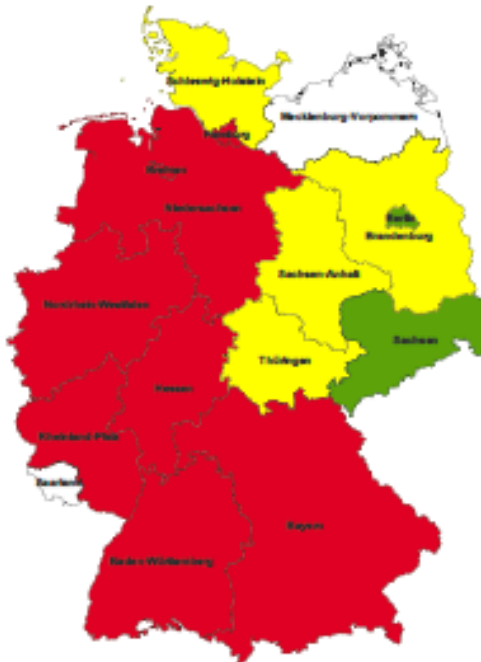 Schleswig-Holstein
Mecklenburg-Vorpommern
Hamburg
Bremen
Niedersachsen
Berlin
Brandenburg
Sachsen-Anhalt
Nordrhein-Westfalen
Sachsen
Thüringen
Hessen
Rheinland-Pfalz
Saarland
Bayern
Baden-Württemberg